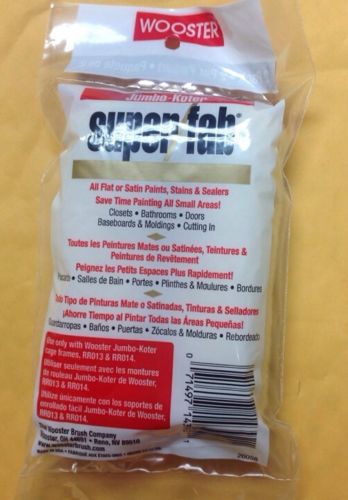 WOOSTER
Jumbo-Koter
super/fab
All Flat or Satin Paints, Stains & Sealers
Save Time Painting All Small Areas!
Closets • Bathrooms • Doors
Baseboards & Moldings • Cutting In
Toutes les Peintures Mates ou Satinées, Teintures &
Peintures de Revêtement
Peignez les Petits Espaces Plus Rapidement!
Placards • Salles de Bain • Portes • Plinthes & Moulures • Bordures
Todo Tipo de Pinturas Mate o Satinadas, Tinturas & Selladores
¡Ahorre Tiempo al Pintar Todas las Áreas Pequeñas!
Guardarropas • Baños • Puertas • Zócalos & Molduras • Rebordeado
Use only with Wooster Jumbo-Koter
cage frames, RR013 & RR014.
Utiliser seulement avec les montures
de rouleau Jumbo-Koter de Wooster,
RR013 & RR014.
Utilize únicamente con los soportes de
enrollado fácil Jumbo-Koter de Wooster,
RR013 & RR014.
The Wooster Brush Company
Wooster, OH 44691 • Reno, NV 89510
www.woosterbrush.com
0 71497 14